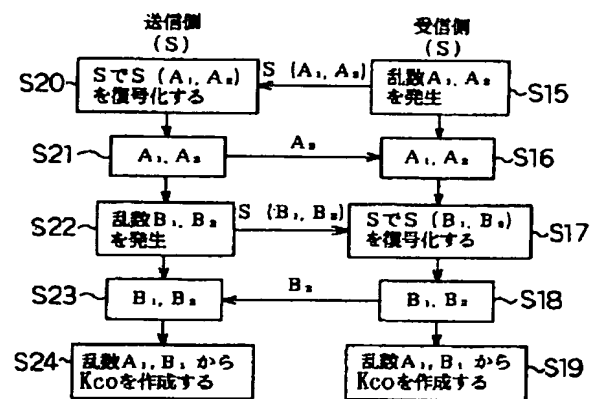 送信側
(S)
受信側
(S)
S20
SでS (A₁, A₂)
を復号化する
S (A₁, A₂)
乱数A₁, A₂
を発生
S15
S21
A₁, A₂
A₂
A₁, A₂
S16
S22
乱数B₁, B₂
を発生
S (B₁, B₂)
SでS (B₁, B₂)
を復号化する
S17
S23
B₁, B₂
B₂
B₁, B₂
S18
S24
乱数A₁, B₁ から
Kcoを作成する
乱数A₁, B₁ から
Kcoを作成する
S19